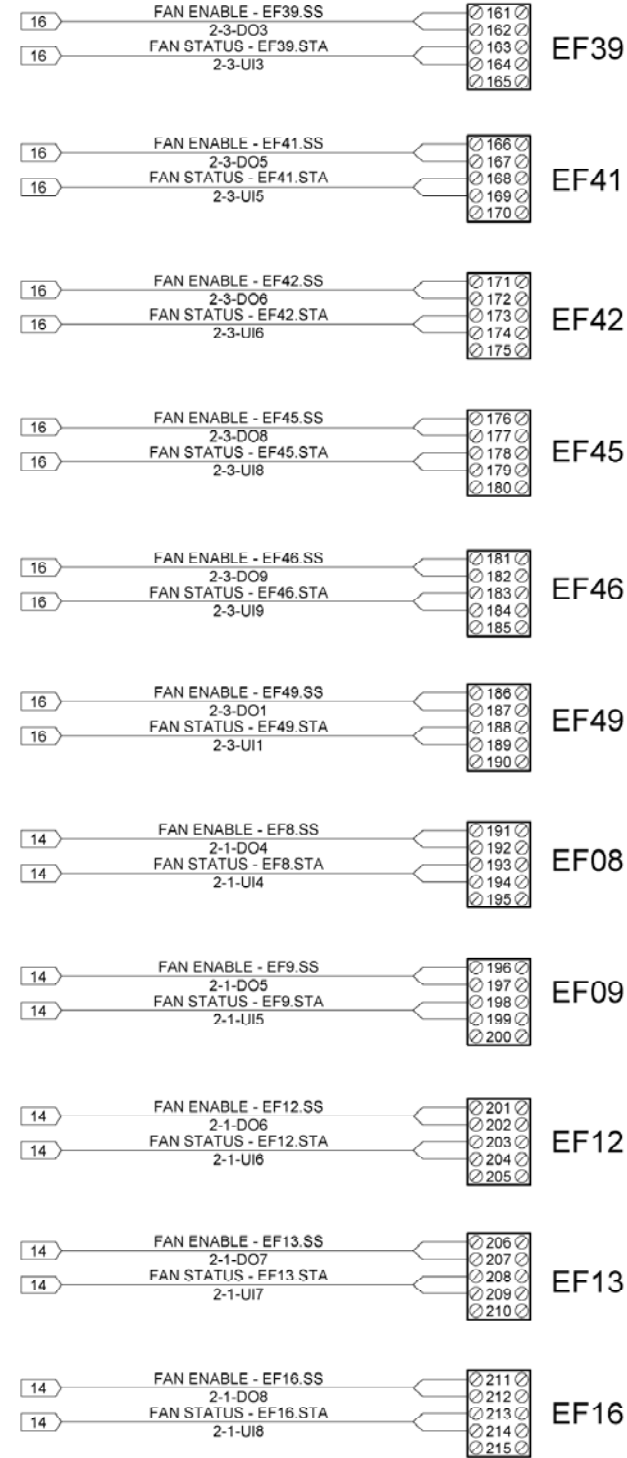 16 FAN ENABLE - EF39.SS 161
2-3-DO3 162
16 FAN STATUS - EF39.STA 163 EF39
2-3-UI3 164
165
16 FAN ENABLE - EF41.SS 166
2-3-DO5 167
16 FAN STATUS - EF41.STA 168 EF41
2-3-UI5 169
170
16 FAN ENABLE - EF42.SS 171
2-3-DO6 172
16 FAN STATUS - EF42.STA 173 EF42
2-3-UI6 174
175
16 FAN ENABLE - EF45.SS 176
2-3-DO8 177
16 FAN STATUS - EF45.STA 178 EF45
2-3-UI8 179
180
16 FAN ENABLE - EF46.SS 181
2-3-DO9 182
16 FAN STATUS - EF46.STA 183 EF46
2-3-UI9 184
185
16 FAN ENABLE - EF49.SS 186
2-3-DO1 187
16 FAN STATUS - EF49.STA 188 EF49
2-3-UI1 189
190
14 FAN ENABLE - EF8.SS 191
2-1-DO4 192
14 FAN STATUS - EF8.STA 193 EF08
2-1-UI4 194
195
14 FAN ENABLE - EF9.SS 196
2-1-DO5 197
14 FAN STATUS - EF9.STA 198 EF09
2-1-UI5 199
200
14 FAN ENABLE - EF12.SS 201
2-1-DO6 202
14 FAN STATUS - EF12.STA 203 EF12
2-1-UI6 204
205
14 FAN ENABLE - EF13.SS 206
2-1-DO7 207
14 FAN STATUS - EF13.STA 208 EF13
2-1-UI7 209
210
14 FAN ENABLE - EF16.SS 211
2-1-DO8 212
14 FAN STATUS - EF16.STA 213 EF16
2-1-UI8 214
215